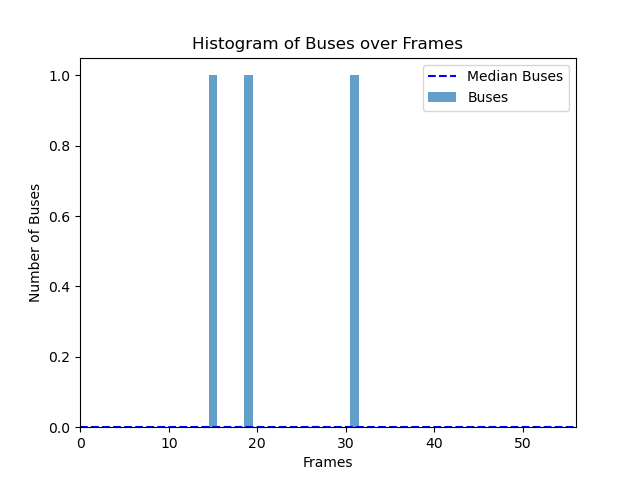 Histogram of Buses over Frames
Median Buses
Buses
Number of Buses
1.0
0.8
0.6
0.4
0.2
0.0
0 10 20 30 40 50
Frames